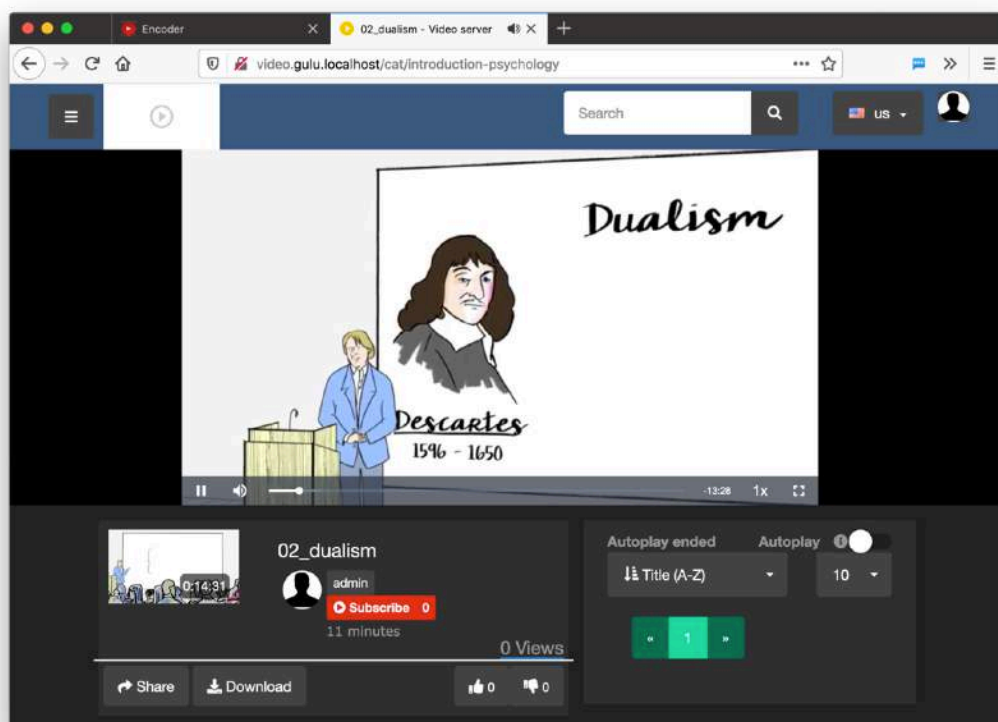 Encoder
02_dualism - Video server
video.gulu.localhost/cat/introduction-psychology
Search
us
Dualism
Descartes
1596 - 1650
-13:28
1x
0:14:31
02_dualism
admin
Subscribe 0
11 minutes
0 Views
Share
Download
0
0
Autoplay ended
Autoplay
Title (A-Z)
10
«
1
»